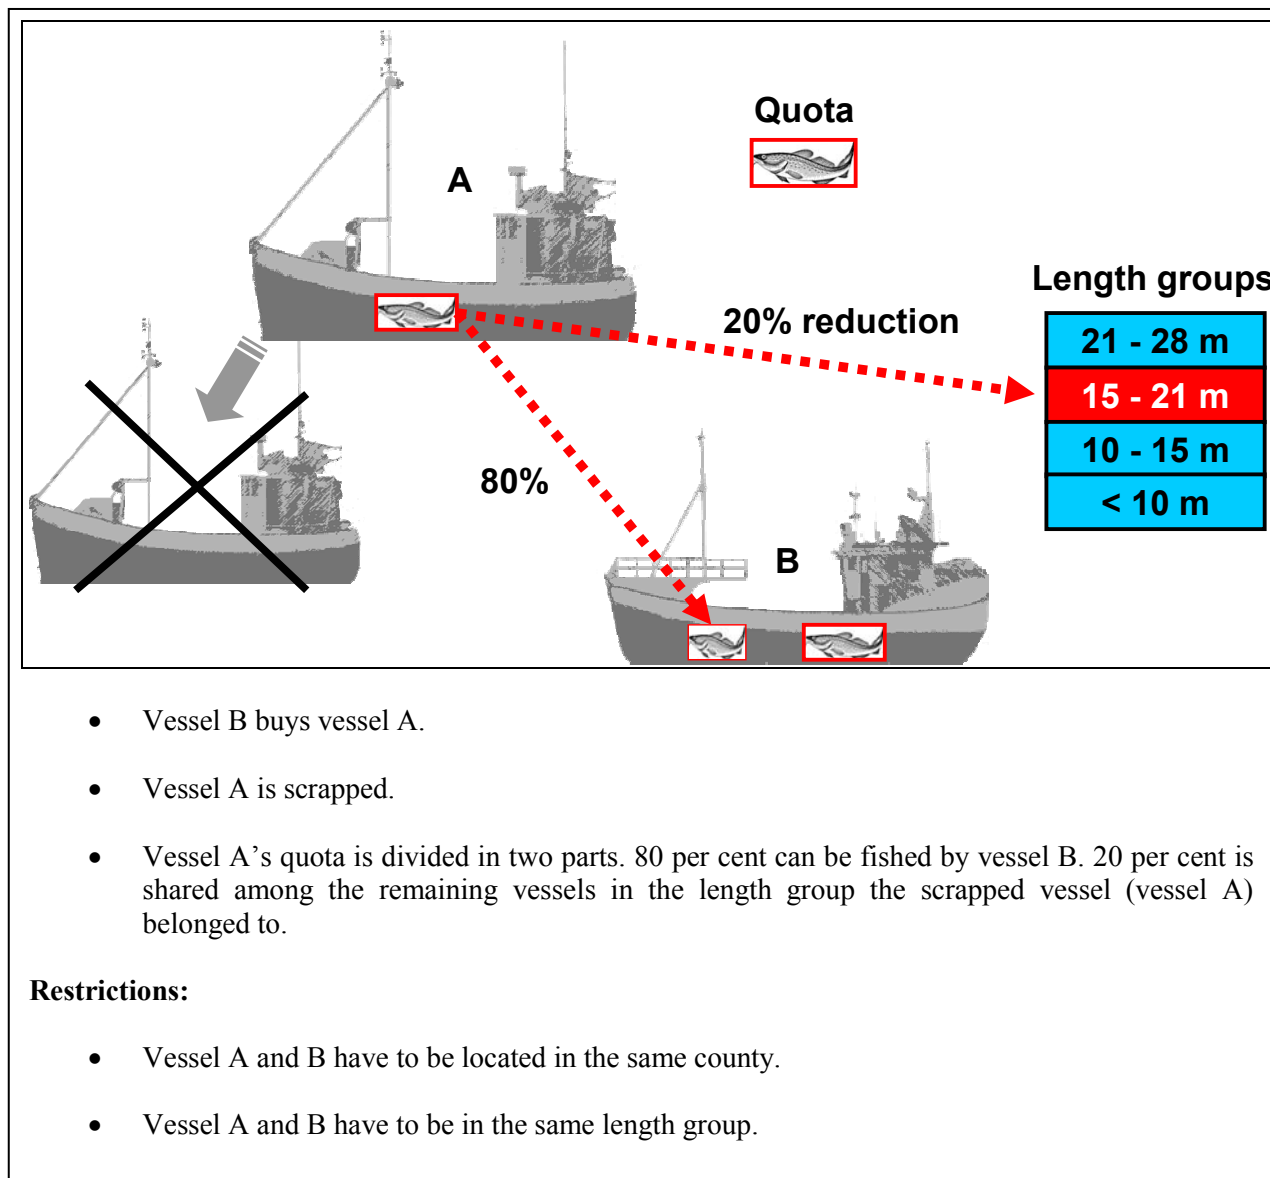 Quota
A
Length groups
20% reduction
21 - 28 m
15 - 21 m
10 - 15 m
< 10 m
80%
B
• Vessel B buys vessel A.
• Vessel A is scrapped.
• Vessel A’s quota is divided in two parts. 80 per cent can be fished by vessel B. 20 per cent is
shared among the remaining vessels in the length group the scrapped vessel (vessel A)
belonged to.
Restrictions:
• Vessel A and B have to be located in the same county.
• Vessel A and B have to be in the same length group.